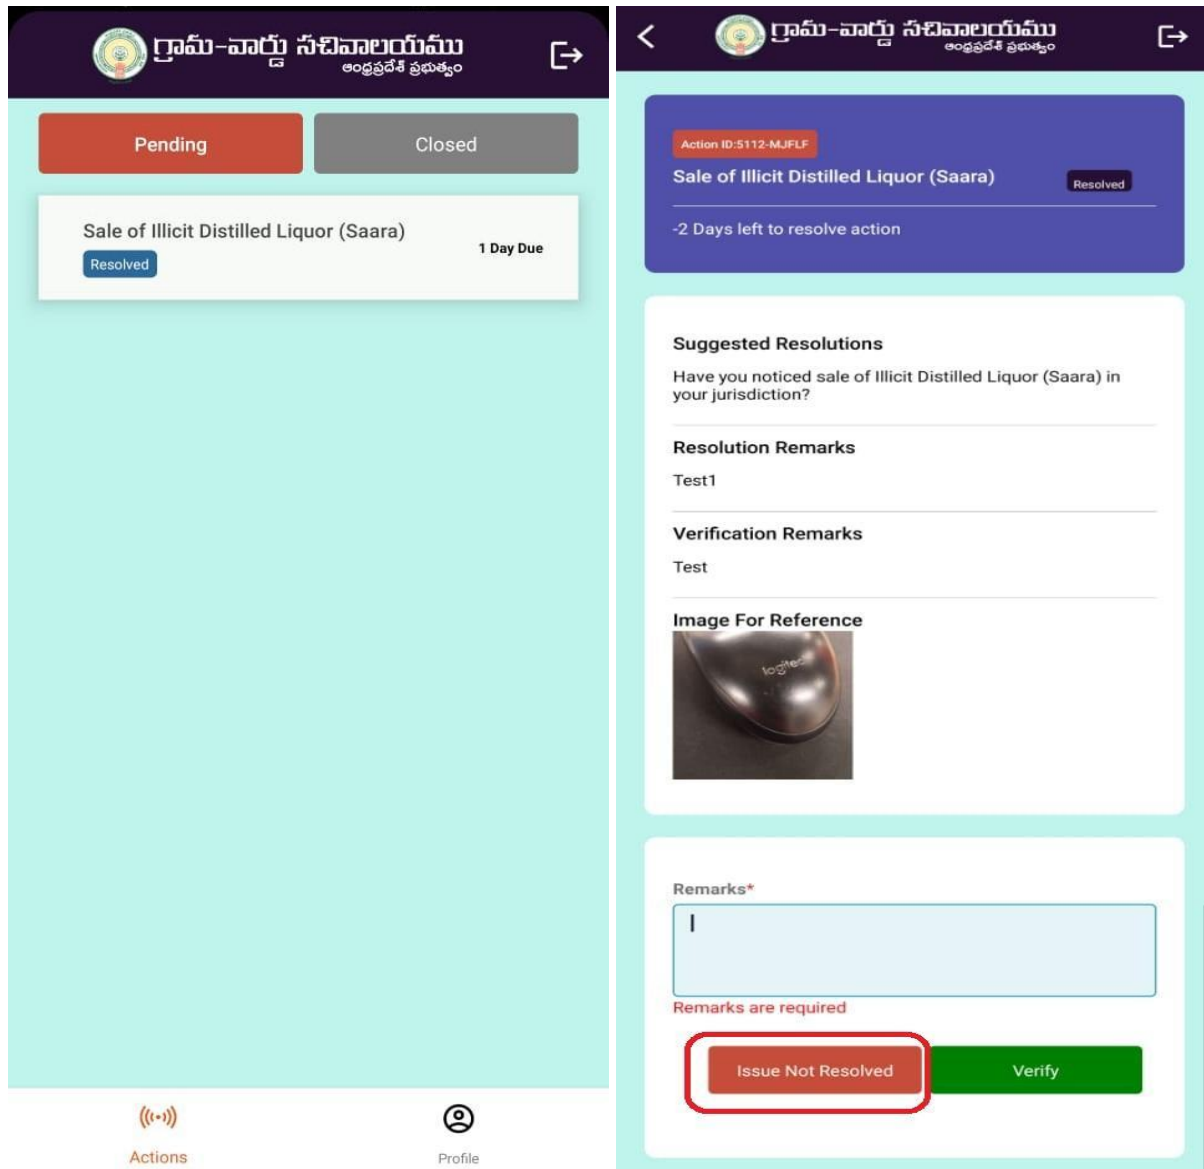 గ్రామ-వార్డు సచివాలయము
ఆంధ్రప్రదేశ్ ప్రభుత్వం
Pending
Closed
Sale of Illicit Distilled Liquor (Saara)
Resolved
1 Day Due
Actions
Profile
గ్రామ-వార్డు సచివాలయము
ఆంధ్రప్రదేశ్ ప్రభుత్వం
Action ID:5112-MJFLF
Sale of Illicit Distilled Liquor (Saara)
Resolved
-2 Days left to resolve action
Suggested Resolutions
Have you noticed sale of Illicit Distilled Liquor (Saara) in
your jurisdiction?
Resolution Remarks
Test1
Verification Remarks
Test
Image For Reference
logitech
Remarks*
Remarks are required
Issue Not Resolved
Verify